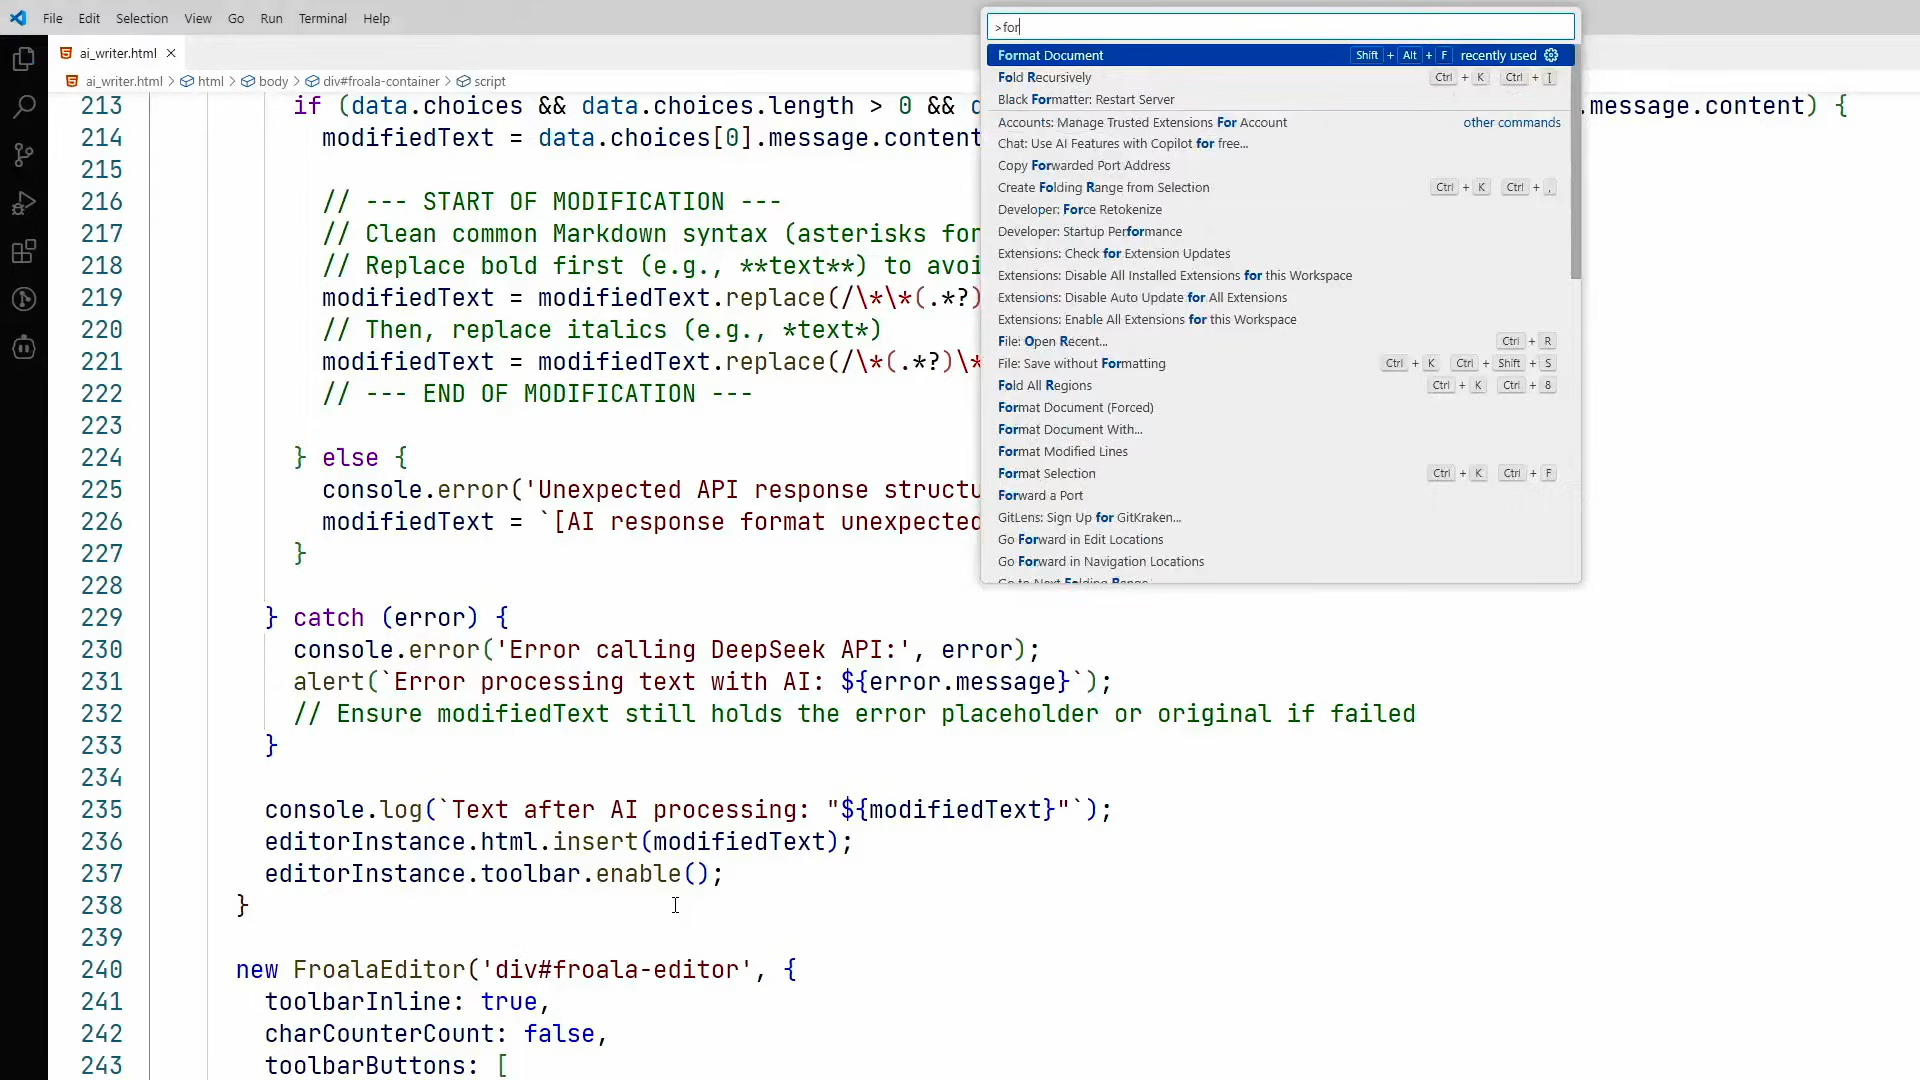 File Edit Selection View Go Run Terminal Help
>for
ai_writer.html
ai_writer.html > html > body > div#froala-container > script
Format Document Shift + Alt + F recently used
Fold Recursively Ctrl + K Ctrl + [
Black Formatter: Restart Server
Accounts: Manage Trusted Extensions For Account other commands
Chat: Use AI Features with Copilot for free...
Copy Forwarded Port Address
Create Folding Range from Selection Ctrl + K Ctrl + ,
Developer: Force Retokenize
Developer: Startup Performance
Extensions: Check for Extension Updates
Extensions: Disable All Installed Extensions for this Workspace
Extensions: Disable Auto Update for All Extensions
Extensions: Enable All Extensions for this Workspace
File: Open Recent... Ctrl + R
File: Save without Formatting Ctrl + K Ctrl + Shift + S
Fold All Regions Ctrl + K Ctrl + 8
Format Document (Forced)
Format Document With...
Format Modified Lines
Format Selection Ctrl + K Ctrl + F
Forward a Port
GitLens: Sign Up for GitKraken...
Go Forward in Edit Locations
Go Forward in Navigation Locations
Go to Next Folding Range
213 if (data.choices && data.choices.length > 0 && d .message.content) {
214 modifiedText = data.choices[0].message.content
215
216 // --- START OF MODIFICATION ---
217 // Clean common Markdown syntax (asterisks for
218 // Replace bold first (e.g., **text**) to avoi
219 modifiedText = modifiedText.replace(/\*\*(.*?)
220 // Then, replace italics (e.g., *text*)
221 modifiedText = modifiedText.replace(/\*(.*?)\*
222 // --- END OF MODIFICATION ---
223
224 } else {
225 console.error('Unexpected API response structu
226 modifiedText = `[AI response format unexpected
227 }
228
229 } catch (error) {
230 console.error('Error calling DeepSeek API:', error);
231 alert(`Error processing text with AI: ${error.message}`);
232 // Ensure modifiedText still holds the error placeholder or original if failed
233 }
234
235 console.log(`Text after AI processing: "${modifiedText}"`);
236 editorInstance.html.insert(modifiedText);
237 editorInstance.toolbar.enable();
238 }
239
240 new FroalaEditor('div#froala-editor', {
241 toolbarInline: true,
242 charCounterCount: false,
243 toolbarButtons: [